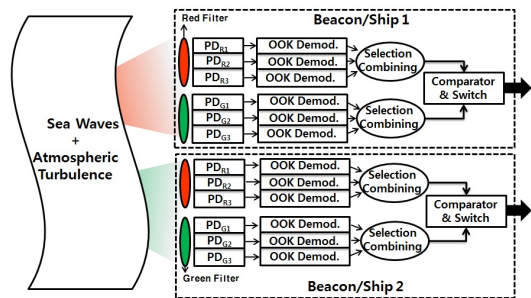 Red Filter
Beacon/Ship 1
PDR1 OOK Demod.
PDR2 OOK Demod.
PDR3 OOK Demod.
Selection
Combining
PDG1 OOK Demod.
PDG2 OOK Demod.
PDG3 OOK Demod.
Selection
Combining
Comparator
& Switch
Sea Waves
+
Atmospheric
Turbulence
PDR1 OOK Demod.
PDR2 OOK Demod.
PDR3 OOK Demod.
Selection
Combining
PDG1 OOK Demod.
PDG2 OOK Demod.
PDG3 OOK Demod.
Selection
Combining
Comparator
& Switch
Green Filter
Beacon/Ship 2